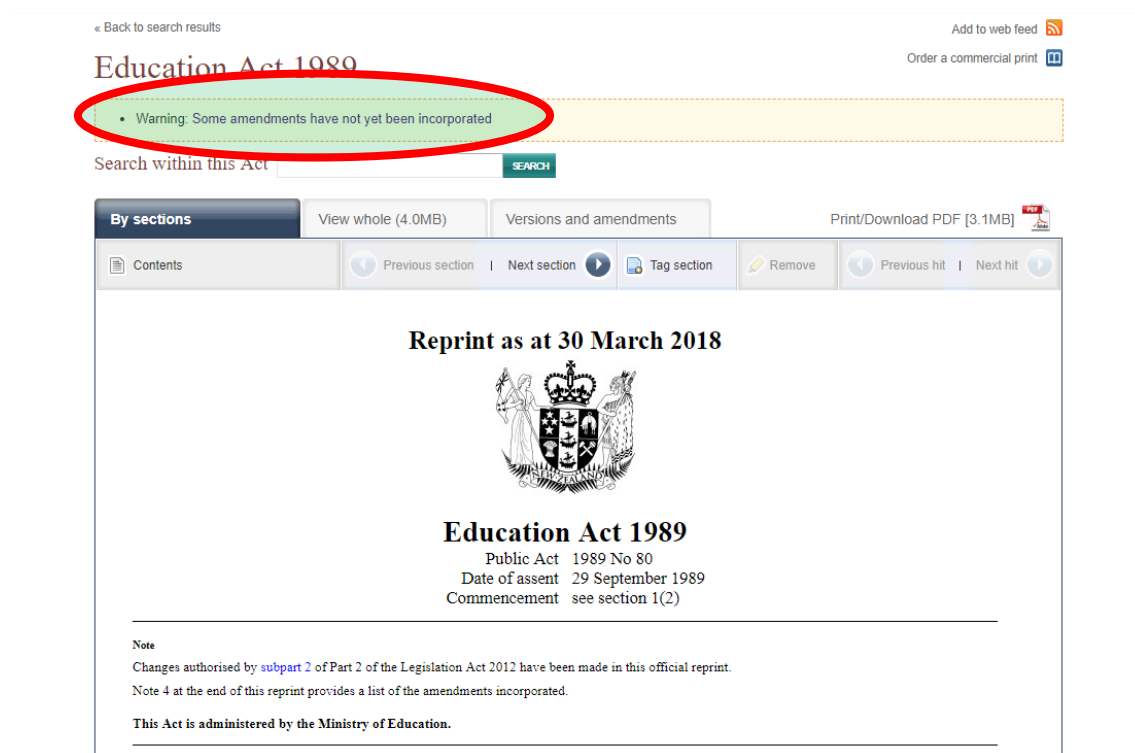 « Back to search results
Add to web feed
Education Act 1989
Order a commercial print
• Warning: Some amendments have not yet been incorporated
Search within this Act
SEARCH
By sections
View whole (4.0MB)
Versions and amendments
Print/Download PDF [3.1MB]
PDF
Adobe
Contents
Previous section | Next section
Tag section
Remove
Previous hit | Next hit
Reprint as at 30 March 2018
NEW ZEALAND
Education Act 1989
Public Act 1989 No 80
Date of assent 29 September 1989
Commencement see section 1(2)
Note
Changes authorised by subpart 2 of Part 2 of the Legislation Act 2012 have been made in this official reprint.
Note 4 at the end of this reprint provides a list of the amendments incorporated.
This Act is administered by the Ministry of Education.